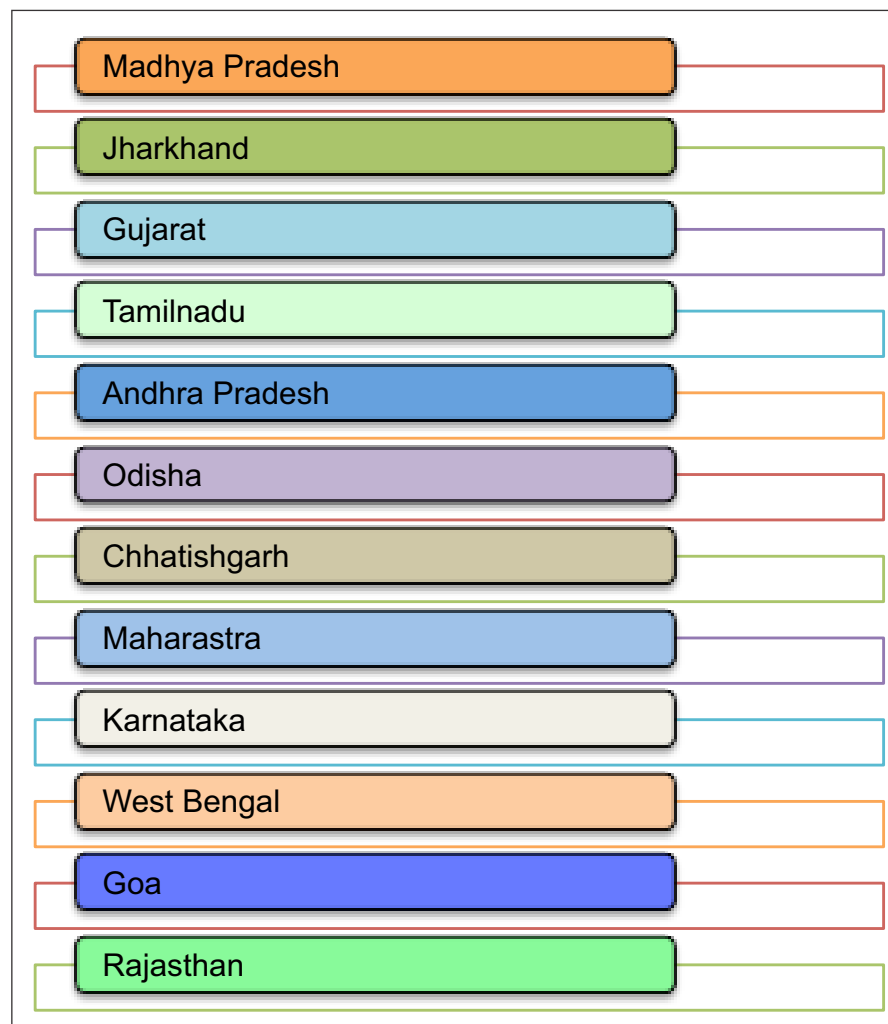 Madhya Pradesh
Jharkhand
Gujarat
Tamilnadu
Andhra Pradesh
Odisha
Chhatishgarh
Maharastra
Karnataka
West Bengal
Goa
Rajasthan